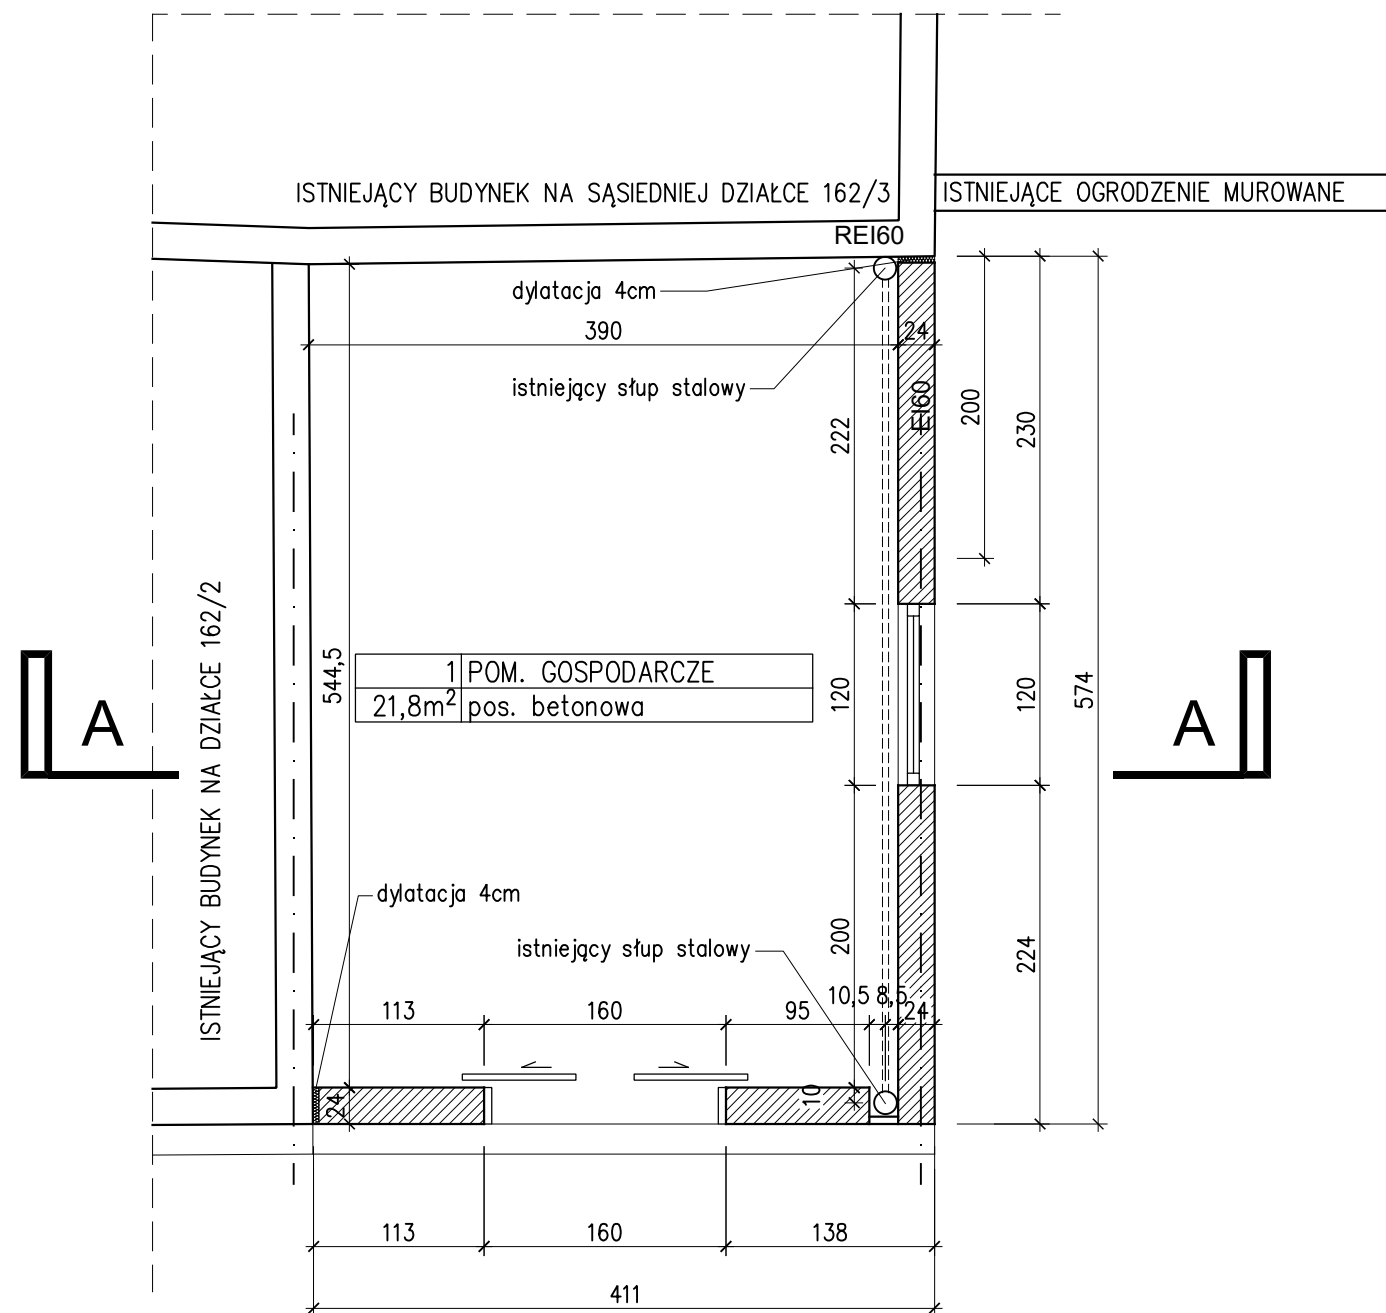 ISTNIEJĄCY BUDYNEK NA SĄSIEDNIEJ DZIAŁCE 162/3
ISTNIEJĄCE OGRODZENIE MUROWANE
REI60
dylatacja 4cm
390
24
istniejący słup stalowy
EI60
222
200
230
ISTNIEJĄCY BUDYNEK NA DZIAŁCE 162/2
544,5
1 POM. GOSPODARCZE
21,8m² pos. betonowa
120
120
574
A
A
dylatacja 4cm
istniejący słup stalowy
200
224
10,5 8,5
113
160
95
24
24
10
113
160
138
411